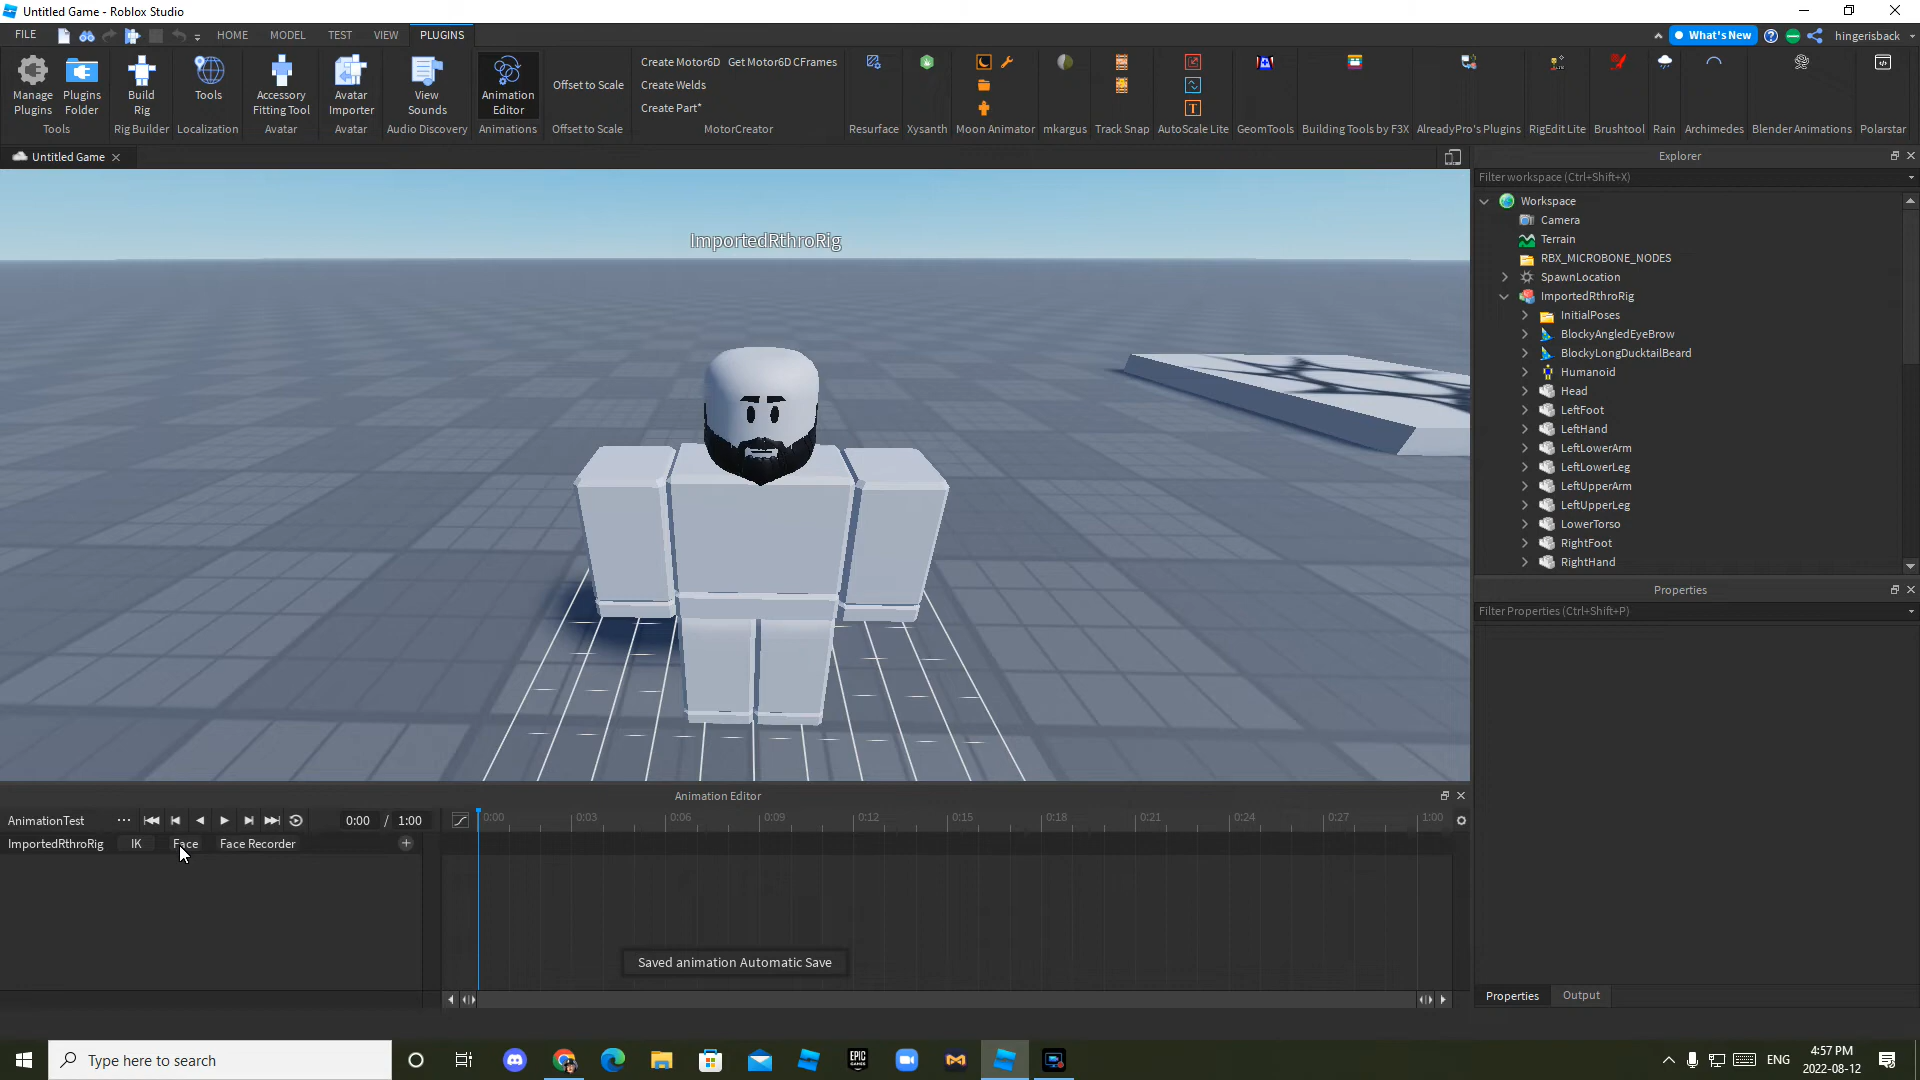 Untitled Game - Roblox Studio
FILE HOME MODEL TEST VIEW PLUGINS What's New hingerisback
Manage Plugins Plugins Folder Tools
Build Rig Rig Builder
Tools Localization
Accessory Fitting Tool Avatar
Avatar Importer Avatar
View Sounds Audio Discovery
Animation Editor Animations
Offset to Scale Offset to Scale
Create Motor6D Get Motor6D CFrames
Create Welds
Create Part*
MotorCreator
Resurface Xysanth Moon Animator mkargus Track Snap AutoScale Lite GeomTools Building Tools by F3X AlreadyPro's Plugins RigEdit Lite Brushtool Rain Archimedes Blender Animations Polarstar
T
Untitled Game
ImportedRthroRig
Explorer
Filter workspace (Ctrl+Shift+X)
Workspace
Camera
Terrain
RBX_MICROBONE_NODES
SpawnLocation
ImportedRthroRig
InitialPoses
BlockyAngledEyeBrow
BlockyLongDucktailBeard
Humanoid
Head
LeftFoot
LeftHand
LeftLowerArm
LeftLowerLeg
LeftUpperArm
LeftUpperLeg
LowerTorso
RightFoot
RightHand
Properties
Filter Properties (Ctrl+Shift+P)
Properties Output
Animation Editor
AnimationTest ... 0:00 / 1:00
0:00 0:03 0:06 0:09 0:12 0:15 0:18 0:21 0:24 0:27 1:00
ImportedRthroRig IK Face Face Recorder +
Saved animation Automatic Save
Type here to search
EPIC GAMES
ENG
4:57 PM
2022-08-12